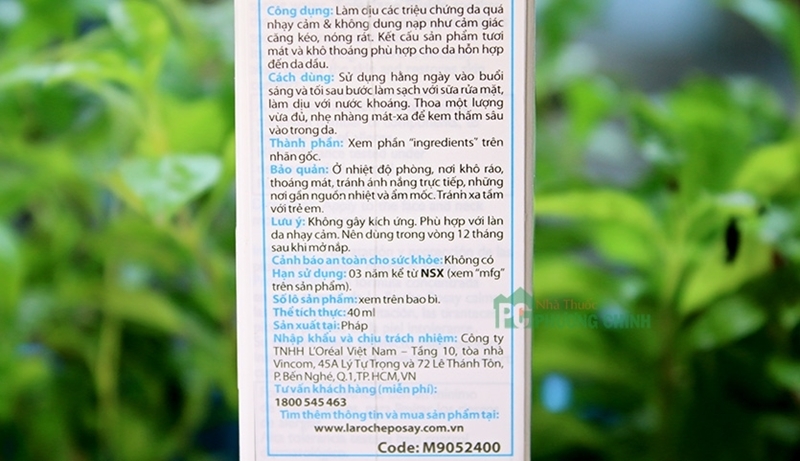 Công dụng: Làm dịu các triệu chứng da quá
nhạy cảm & không dung nạp như cảm giác
căng kéo, nóng rát. Kết cấu sản phẩm tươi
mát và khô thoáng phù hợp cho da hỗn hợp
đến da dầu.
Cách dùng: Sử dụng hằng ngày vào buổi
sáng và tối sau bước làm sạch với sữa rửa mặt,
làm dịu với nước khoáng. Thoa một lượng
vừa đủ, nhẹ nhàng mát-xa để kem thấm sâu
vào trong da.
Thành phần: Xem phần "ingredients" trên
nhãn gốc.
Bảo quản: Ở nhiệt độ phòng, nơi khô ráo,
thoáng mát, tránh ánh nắng trực tiếp, những
nơi gần nguồn nhiệt và ẩm mốc. Tránh xa tầm
với trẻ em.
Lưu ý: Không gây kích ứng. Phù hợp với làn
da nhạy cảm. Nên dùng trong vòng 12 tháng
sau khi mở nắp.
Cảnh báo an toàn cho sức khỏe: Không có
Hạn sử dụng: 03 năm kể từ NSX (xem "mfg"
trên sản phẩm).
Số lô sản phẩm: xem trên bao bì.
Thể tích thực: 40 ml
Sản xuất tại: Pháp
Nhập khẩu và chịu trách nhiệm: Công ty
TNHH L'Oréal Việt Nam – Tầng 10, tòa nhà
Vincom, 45A Lý Tự Trọng và 72 Lê Thánh Tôn,
P. Bến Nghé, Q.1, TP. HCM, VN
Tư vấn khách hàng (miễn phí):
1800 545 463
Tìm thêm thông tin và mua sản phẩm tại:
www.larocheposay.com.vn
Code: M9052400
PC Nhà Thuốc
PHƯƠNG CHINH